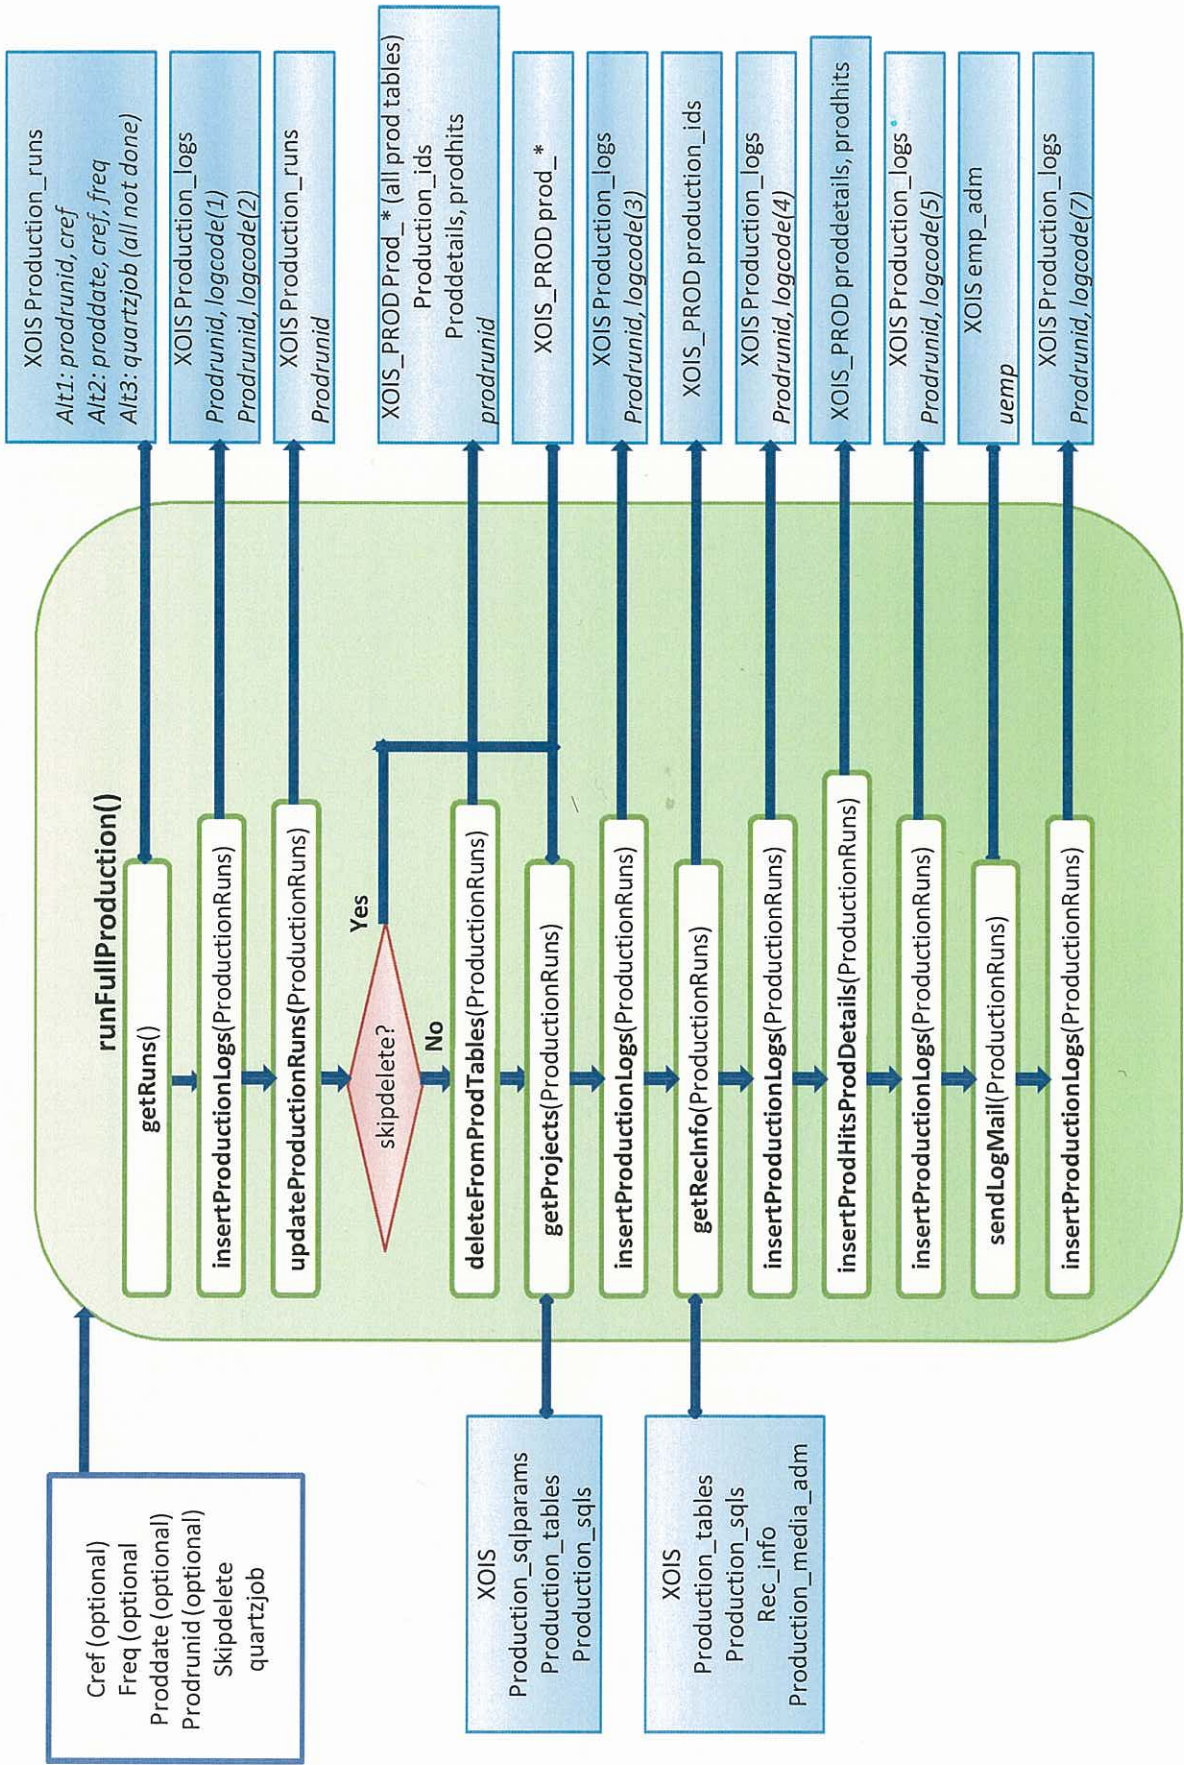 Cref (optional)
Freq (optional
Proddate (optional)
Prodrunid (optional)
Skipdelete
quartzjob
runFullProduction()
getRuns()
XOIS Production_runs
Alt1: prodrunid, cref
Alt2: proddate, cref, freq
Alt3: quartzjob (all not done)
insertProductionLogs(ProductionRuns)
XOIS Production_logs
Prodrunid, logcode(1)
Prodrunid, logcode(2)
updateProductionRuns(ProductionRuns)
XOIS Production_runs
Prodrunid
skipdelete?
Yes
No
deleteFromProdTables(ProductionRuns)
XOIS_PROD Prod_* (all prod tables)
Production_ids
Proddetails, prodhits
prodrunid
XOIS
Production_sqlparams
Production_tables
Production_sqls
getProjects(ProductionRuns)
XOIS_PROD prod_*
insertProductionLogs(ProductionRuns)
XOIS Production_logs
Prodrunid, logcode(3)
XOIS
Production_tables
Production_sqls
Rec_info
Production_media_adm
getRecInfo(ProductionRuns)
XOIS_PROD production_ids
insertProductionLogs(ProductionRuns)
XOIS Production_logs
Prodrunid, logcode(4)
insertProdHitsProdDetails(ProductionRuns)
XOIS_PROD proddetails, prodhits
insertProductionLogs(ProductionRuns)
XOIS Production_logs
Prodrunid, logcode(5)
sendLogMail(ProductionRuns)
XOIS emp_adm
uemp
insertProductionLogs(ProductionRuns)
XOIS Production_logs
Prodrunid, logcode(7)